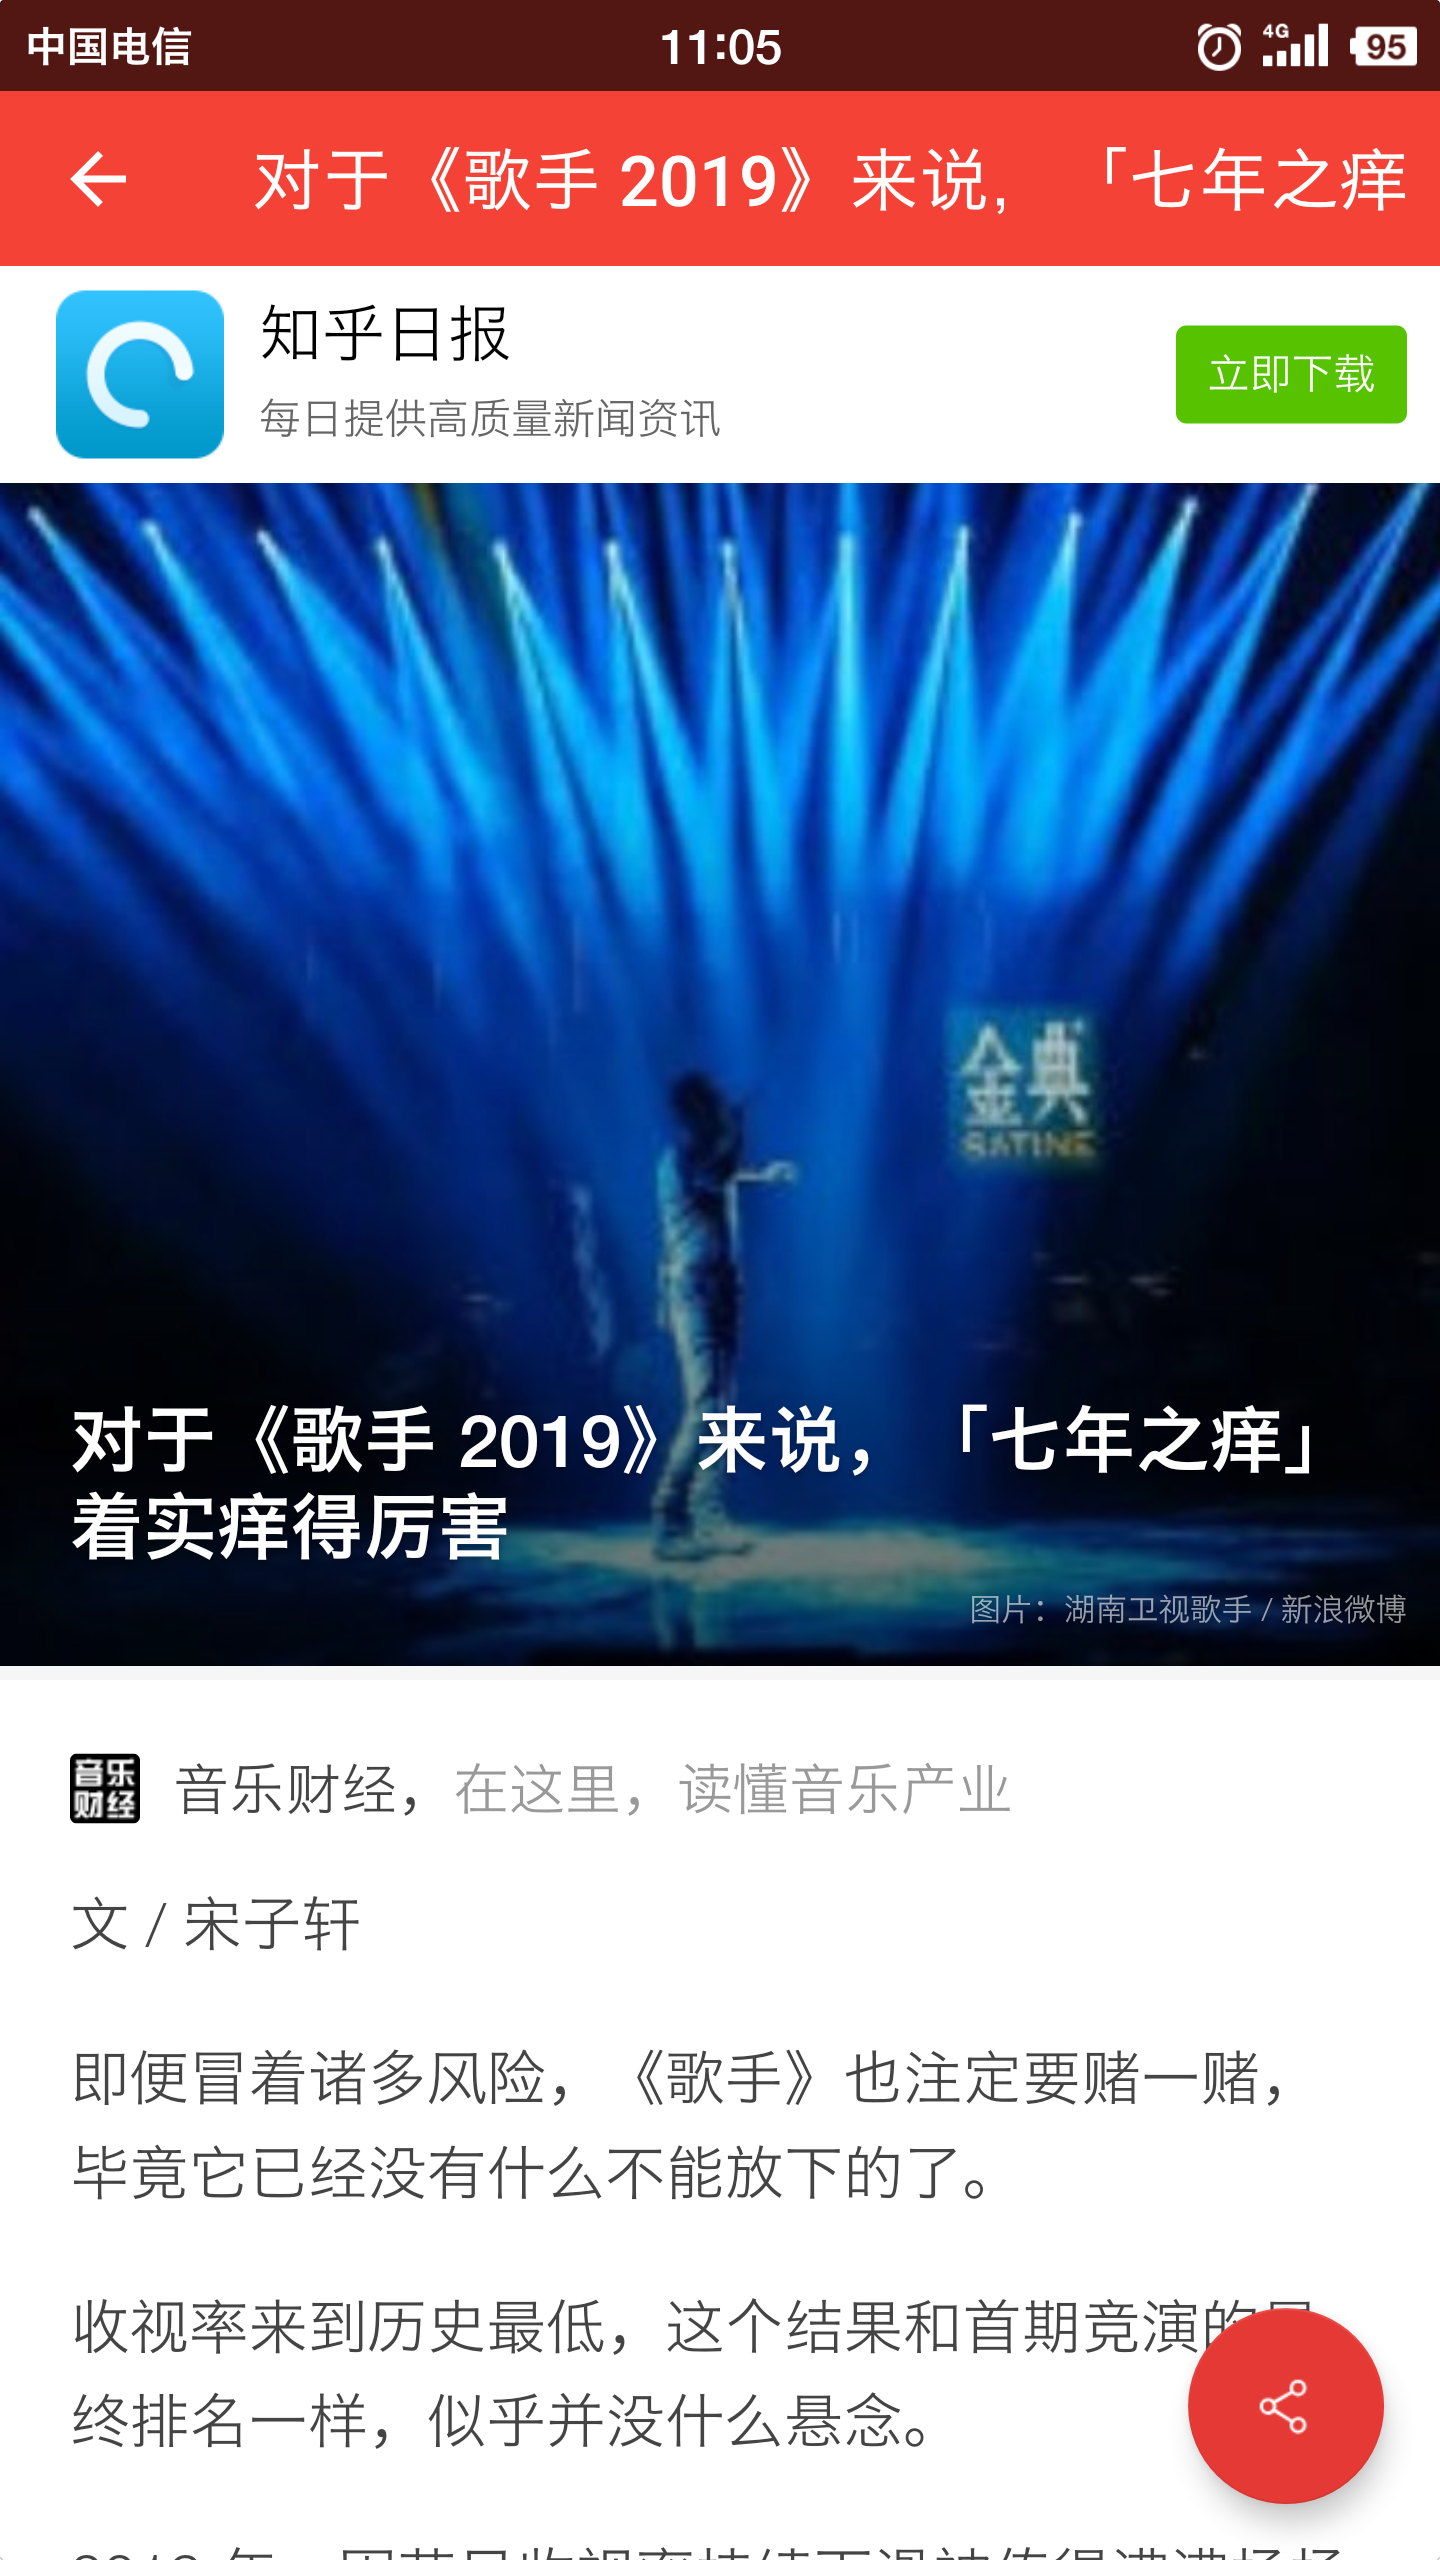 中国电信 11:05 4G 95
对于《歌手 2019》来说，「七年之痒
知乎日报
每日提供高质量新闻资讯
立即下载
金典
SATINE
对于《歌手 2019》来说，「七年之痒」
着实痒得厉害
图片：湖南卫视歌手 / 新浪微博
音乐财经
音乐财经，在这里，读懂音乐产业
文 / 宋子轩
即便冒着诸多风险，《歌手》也注定要赌一赌，
毕竟它已经没有什么不能放下的了。
收视率来到历史最低，这个结果和首期竞演的
终排名一样，似乎并没什么悬念。